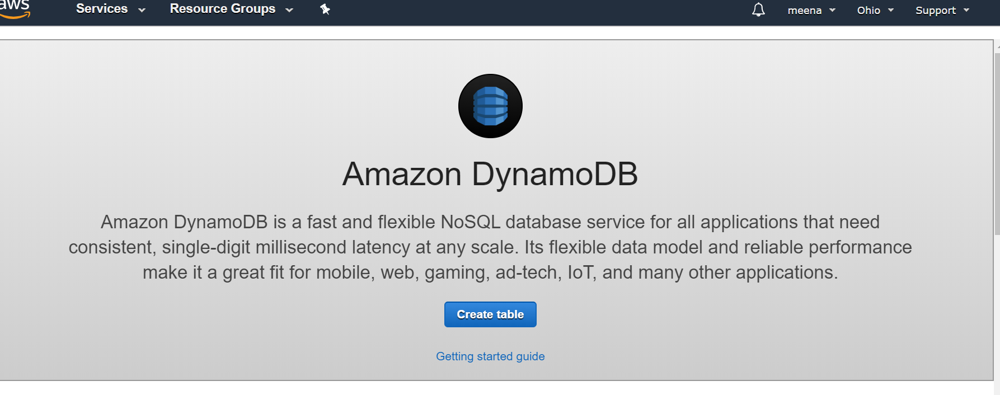 aws Services Resource Groups meena Ohio Support
Amazon DynamoDB
Amazon DynamoDB is a fast and flexible NoSQL database service for all applications that need
consistent, single-digit millisecond latency at any scale. Its flexible data model and reliable performance
make it a great fit for mobile, web, gaming, ad-tech, IoT, and many other applications.
Create table
Getting started guide